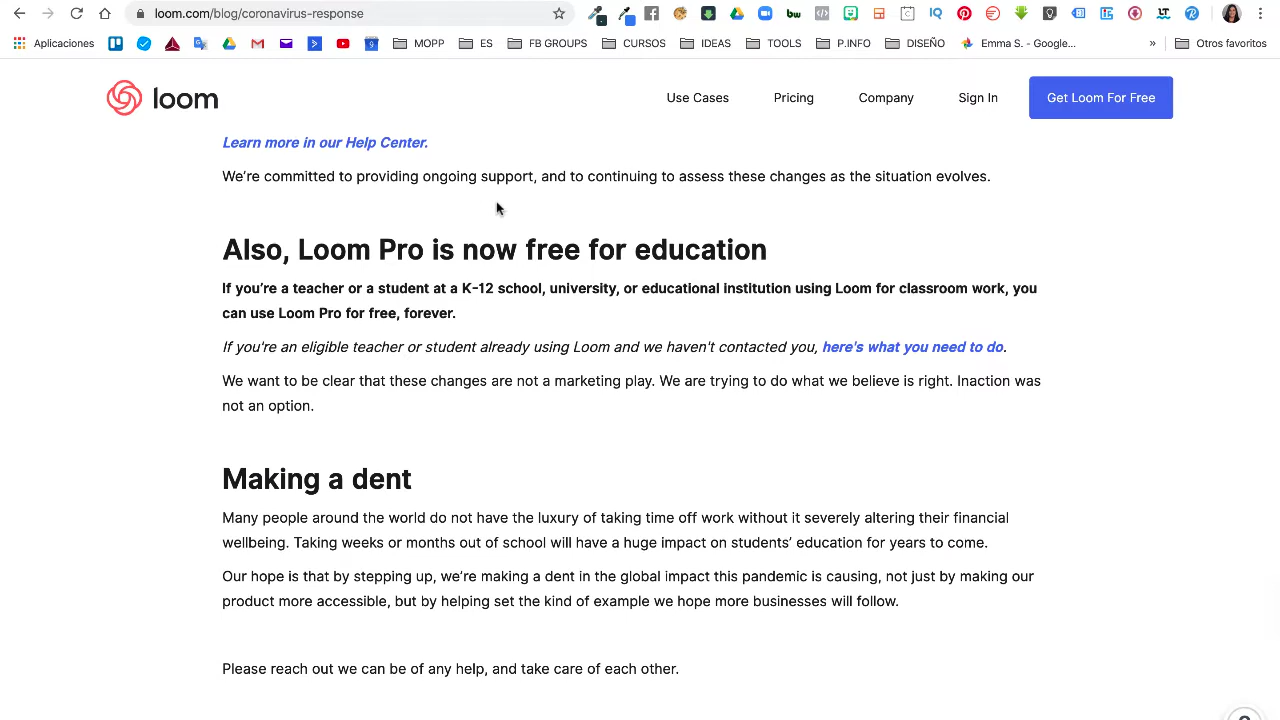 loom.com/blog/coronavirus-response
Aplicaciones
MOPP
ES
FB GROUPS
CURSOS
IDEAS
TOOLS
P.INFO
DISEÑO
Emma S. - Google...
»
Otros favoritos
loom
Use Cases
Pricing
Company
Sign In
Get Loom For Free
Learn more in our Help Center.
We're committed to providing ongoing support, and to continuing to assess these changes as the situation evolves.
Also, Loom Pro is now free for education
If you're a teacher or a student at a K-12 school, university, or educational institution using Loom for classroom work, you
can use Loom Pro for free, forever.
If you're an eligible teacher or student already using Loom and we haven't contacted you, here's what you need to do.
We want to be clear that these changes are not a marketing play. We are trying to do what we believe is right. Inaction was
not an option.
Making a dent
Many people around the world do not have the luxury of taking time off work without it severely altering their financial
wellbeing. Taking weeks or months out of school will have a huge impact on students' education for years to come.
Our hope is that by stepping up, we're making a dent in the global impact this pandemic is causing, not just by making our
product more accessible, but by helping set the kind of example we hope more businesses will follow.
Please reach out we can be of any help, and take care of each other.